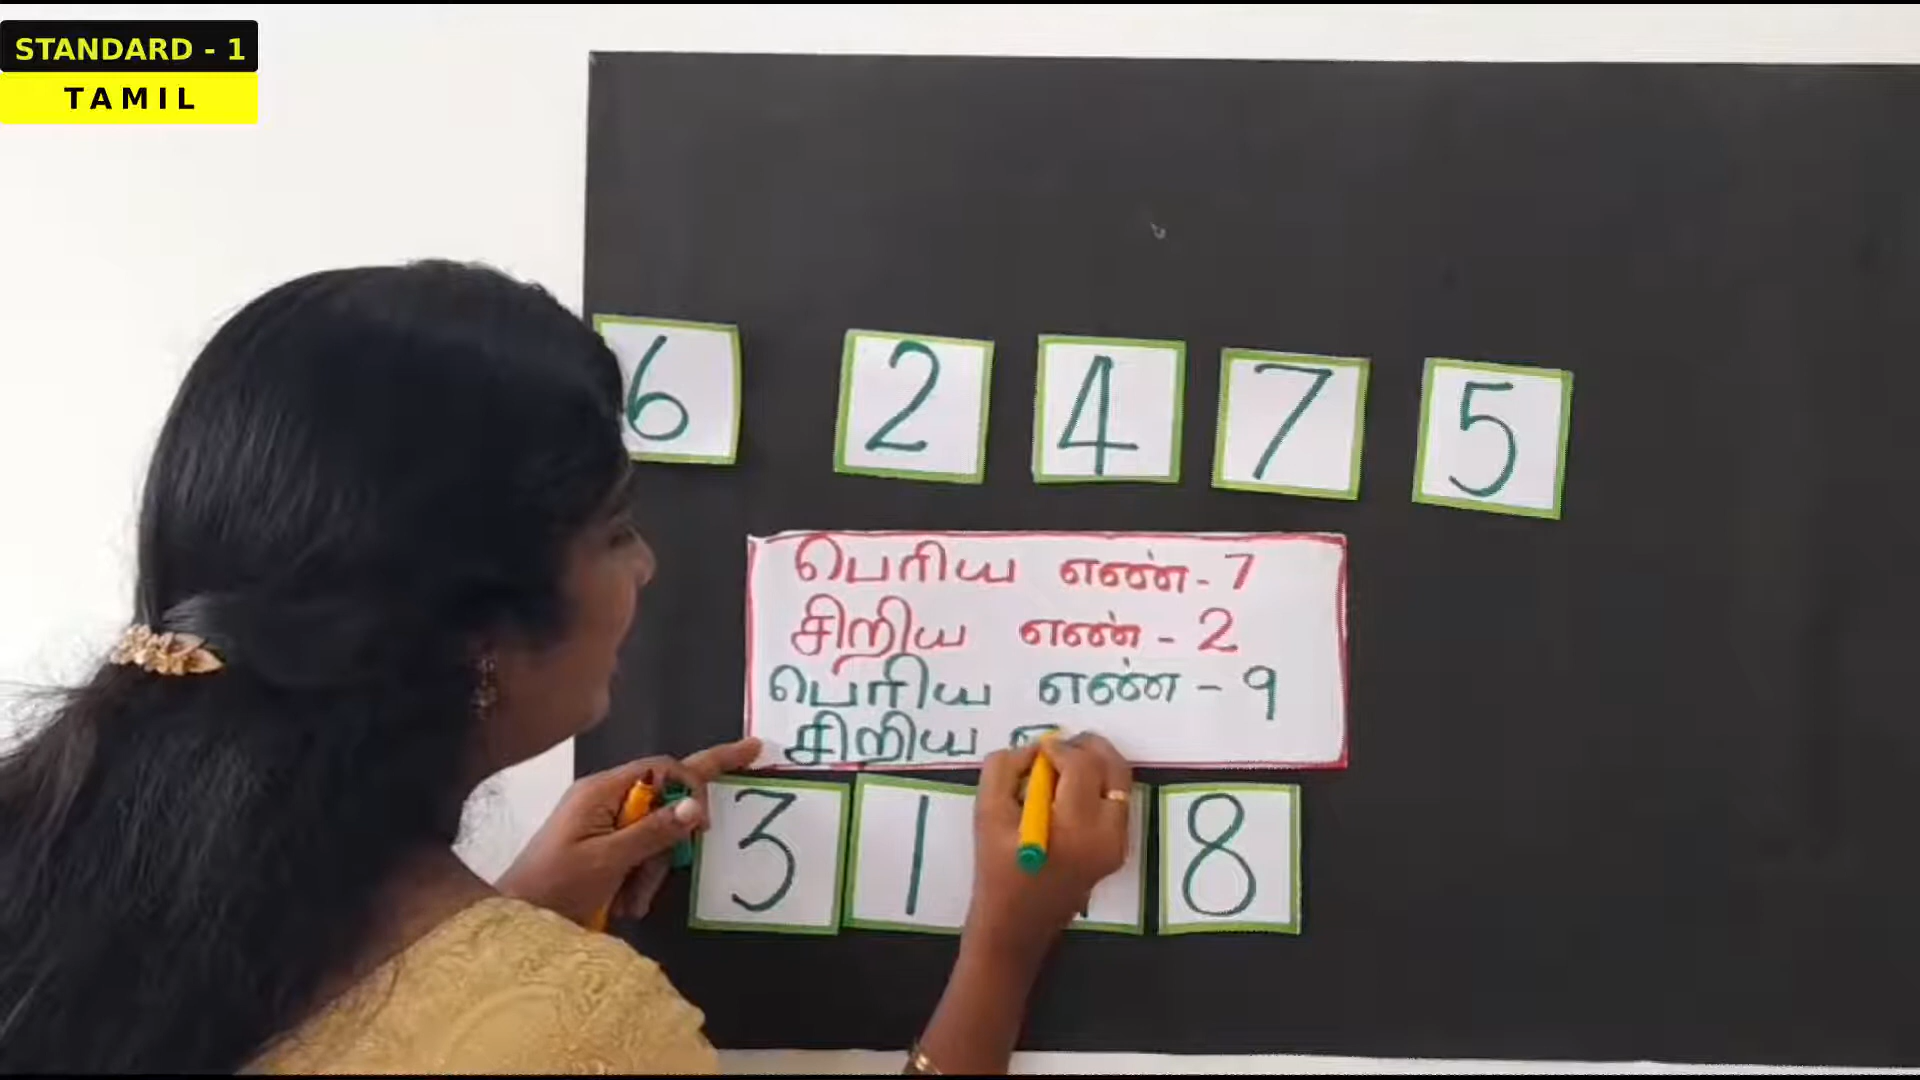 STANDARD - 1
TAMIL
6 2 4 7 5
பெரிய எண் - 7
சிறிய எண் - 2
பெரிய எண் - 9
சிறிய
3 1 8